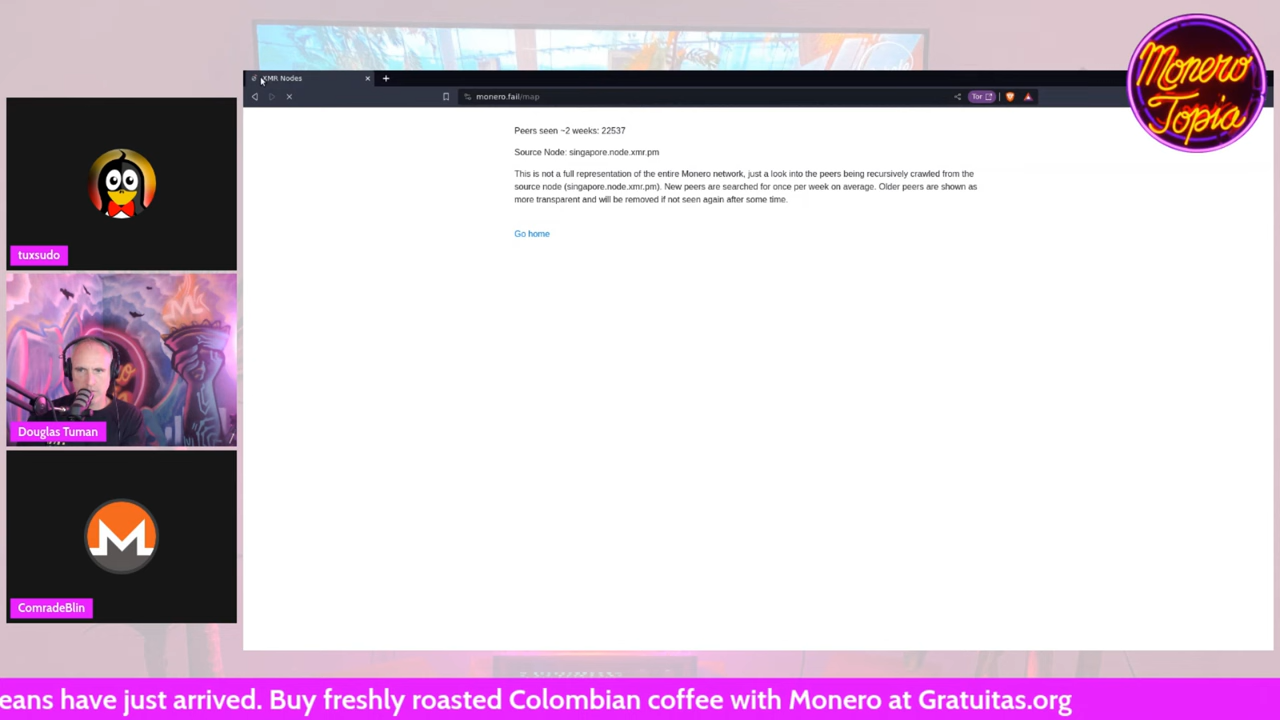 XMR Nodes
monero.fail/map
Tor
Monero
Topia
Peers seen ~2 weeks: 22537
Source Node: singapore.node.xmr.pm
This is not a full representation of the entire Monero network, just a look into the peers being recursively crawled from the
source node (singapore.node.xmr.pm). New peers are searched for once per week on average. Older peers are shown as
more transparent and will be removed if not seen again after some time.
Go home
tuxsudo
Douglas Tuman
ComradeBlin
eans have just arrived. Buy freshly roasted Colombian coffee with Monero at Gratuitas.org